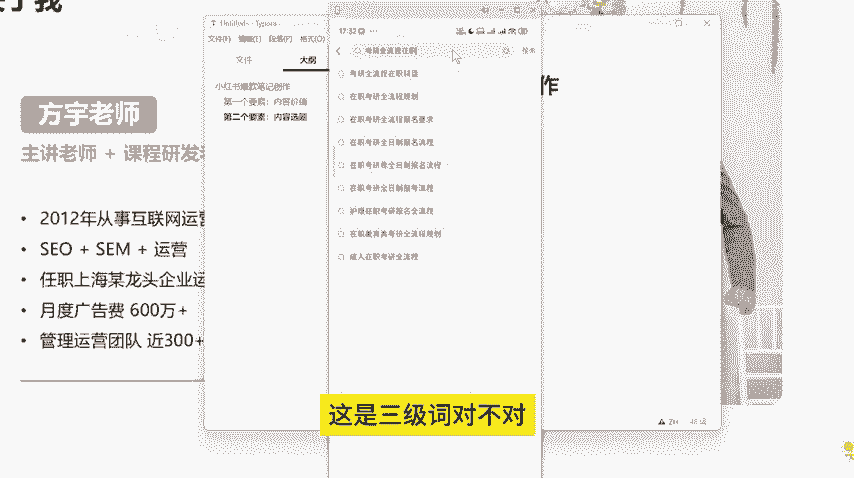 方宇老师
主讲老师 + 课程研发
• 2012年从事互联网运营
• SEO + SEM + 运营
• 任职上海某龙头企业运
• 月度广告费 600万+
• 管理运营团队 近300+
Untitled - Typora
文件(F) 编辑(E) 段落(P) 格式(O)
文件 大纲
小红书爆款笔记创作
第一个要素：内容价值
第二个要素：内容选题
17:32
考研全流程在职
搜索
考研全流程在职
在职考研全流程规划
在职考研全流程报名要求
在职考研全日制报名流程
在职考研非全日制报名流程
在职考研全日制报考流程
护理在职考研报名全流程
在职教育类考研全流程规划
成人在职考研全流程
作
这是三级词对不对